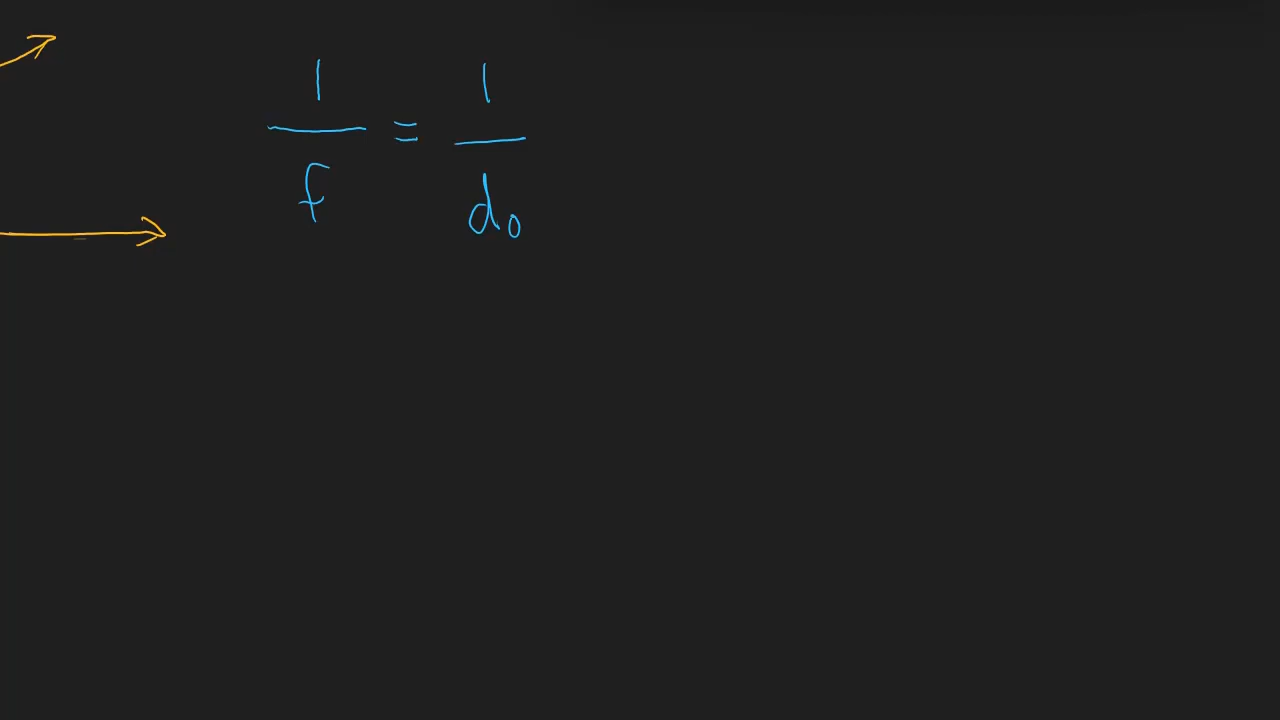 1/f = 1/d₀